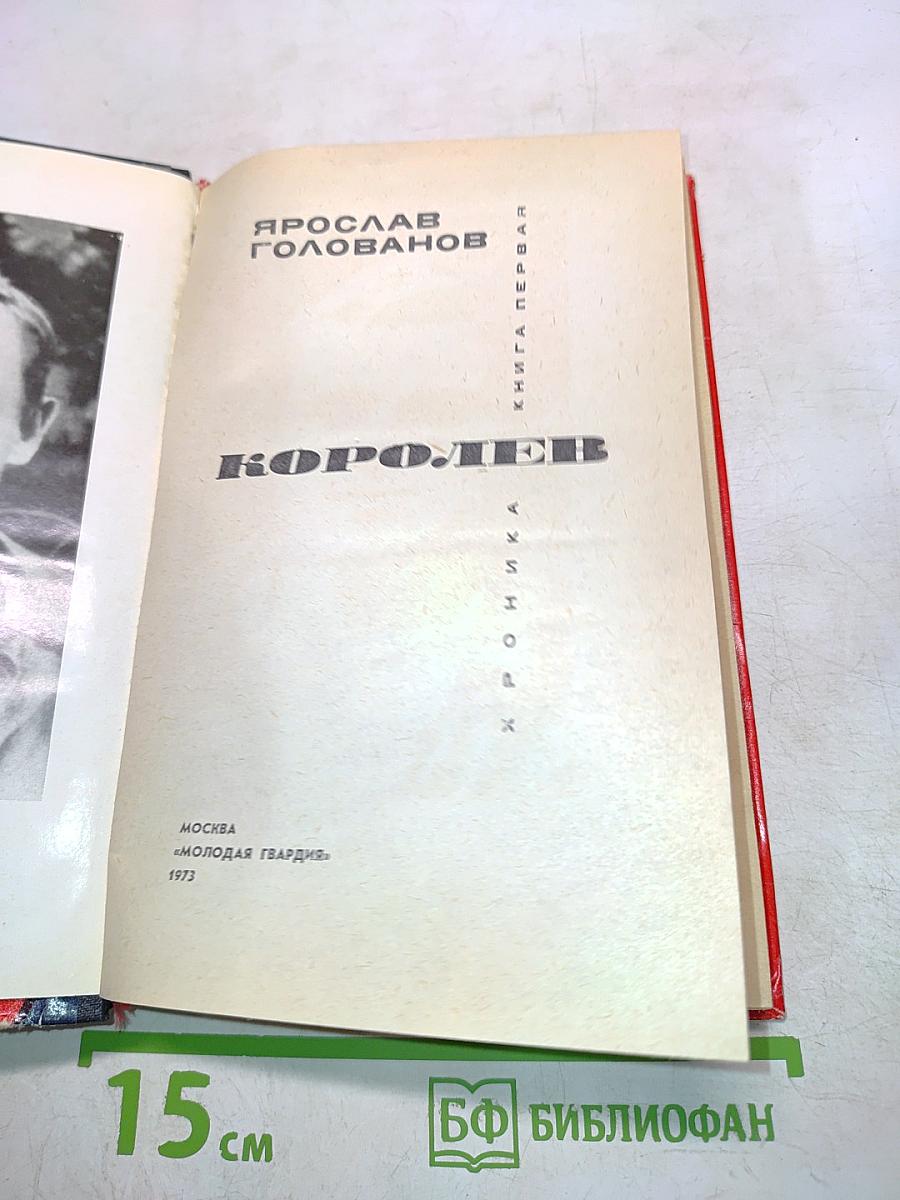 ЯРОСЛАВ
ГОЛОВАНОВ
КНИГА ПЕРВАЯ
КОРОЛЕВ
ХРОНИКА
МОСКВА
«МОЛОДАЯ ГВАРДИЯ»
1973
15 СМ
БФ БИБЛИОФАН